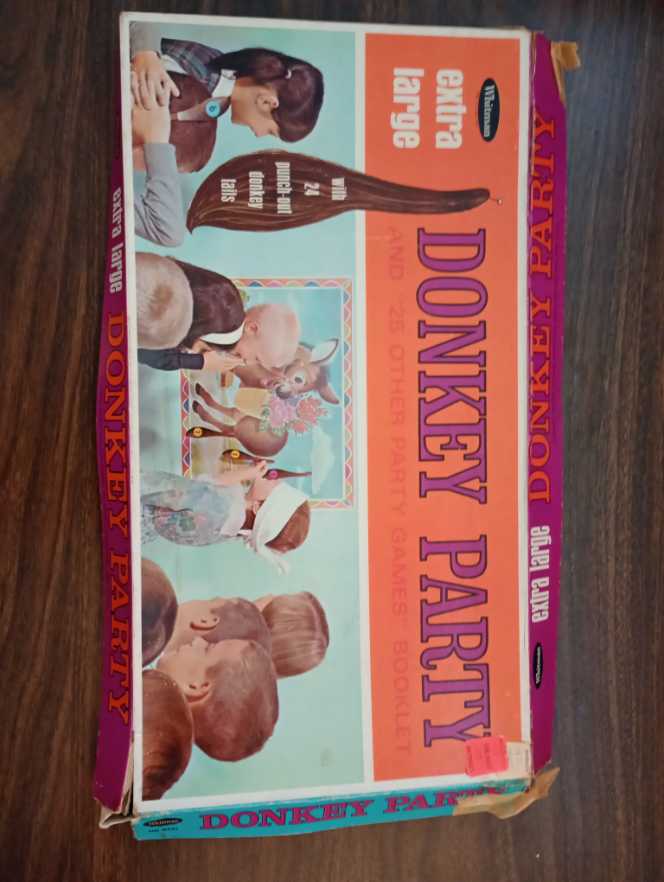 Whitman
extra
large
DONKEY PARTY
AND "25 OTHER PARTY GAMES" BOOKLET
with
24
punch-out
donkey
tails
extra large DONKEY PARTY
extra large DONKEY PARTY
Whitman
DONKEY PARTY